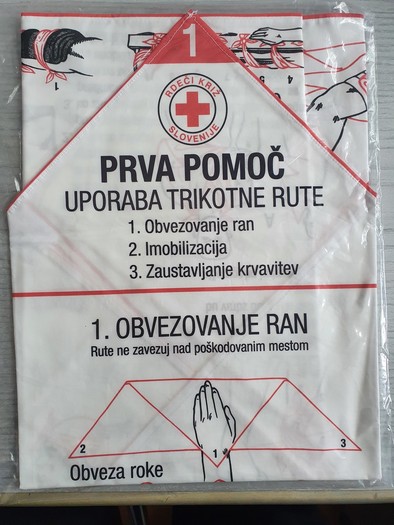 1
RDEČI KRIŽ
SLOVENIJE
PRVA POMOČ
UPORABA TRIKOTNE RUTE
1. Obvezovanje ran
2. Imobilizacija
3. Zaustavljanje krvavitev
1. OBVEZOVANJE RAN
Rute ne zavezuj nad poškodovanim mestom
2
1
3
Obveza roke